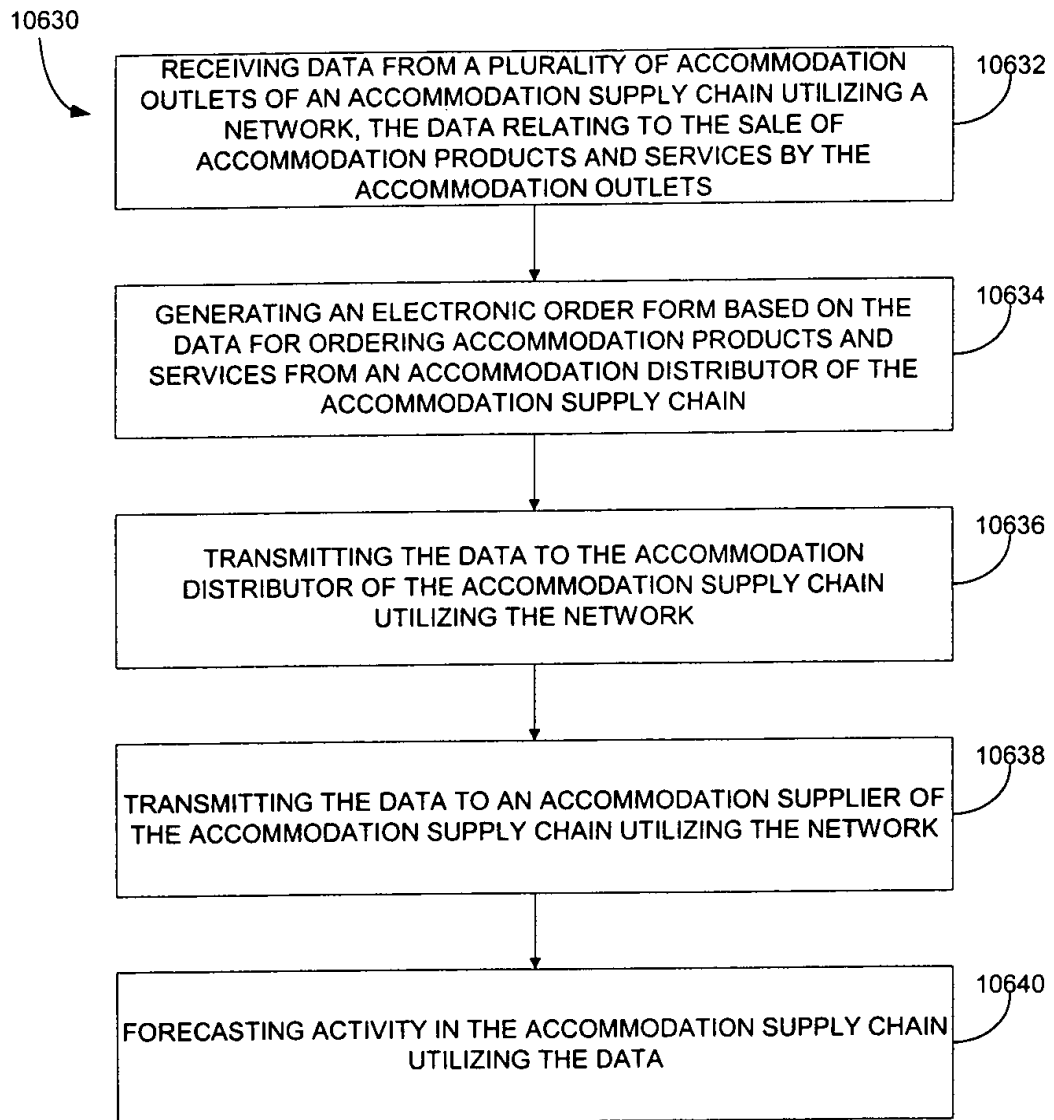 10630
RECEIVING DATA FROM A PLURALITY OF ACCOMMODATION
OUTLETS OF AN ACCOMMODATION SUPPLY CHAIN UTILIZING A
NETWORK, THE DATA RELATING TO THE SALE OF
ACCOMMODATION PRODUCTS AND SERVICES BY THE
ACCOMMODATION OUTLETS
10632
GENERATING AN ELECTRONIC ORDER FORM BASED ON THE
DATA FOR ORDERING ACCOMMODATION PRODUCTS AND
SERVICES FROM AN ACCOMMODATION DISTRIBUTOR OF THE
ACCOMMODATION SUPPLY CHAIN
10634
TRANSMITTING THE DATA TO THE ACCOMMODATION
DISTRIBUTOR OF THE ACCOMMODATION SUPPLY CHAIN
UTILIZING THE NETWORK
10636
TRANSMITTING THE DATA TO AN ACCOMMODATION SUPPLIER OF
THE ACCOMMODATION SUPPLY CHAIN UTILIZING THE NETWORK
10638
FORECASTING ACTIVITY IN THE ACCOMMODATION SUPPLY CHAIN
UTILIZING THE DATA
10640